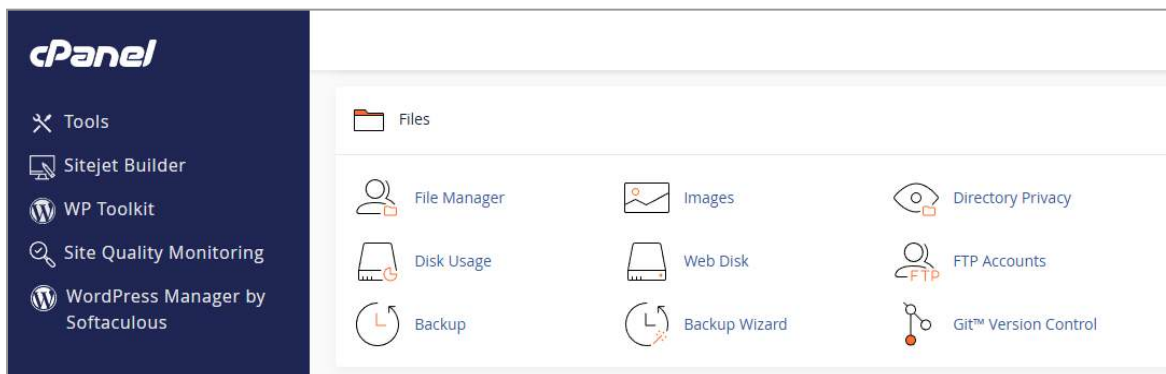 cPanel
Tools
Sitejet Builder
WP Toolkit
Site Quality Monitoring
WordPress Manager by
Softaculous
Files
File Manager
Images
Directory Privacy
Disk Usage
Web Disk
FTP Accounts
FTP
Backup
Backup Wizard
Git™ Version Control